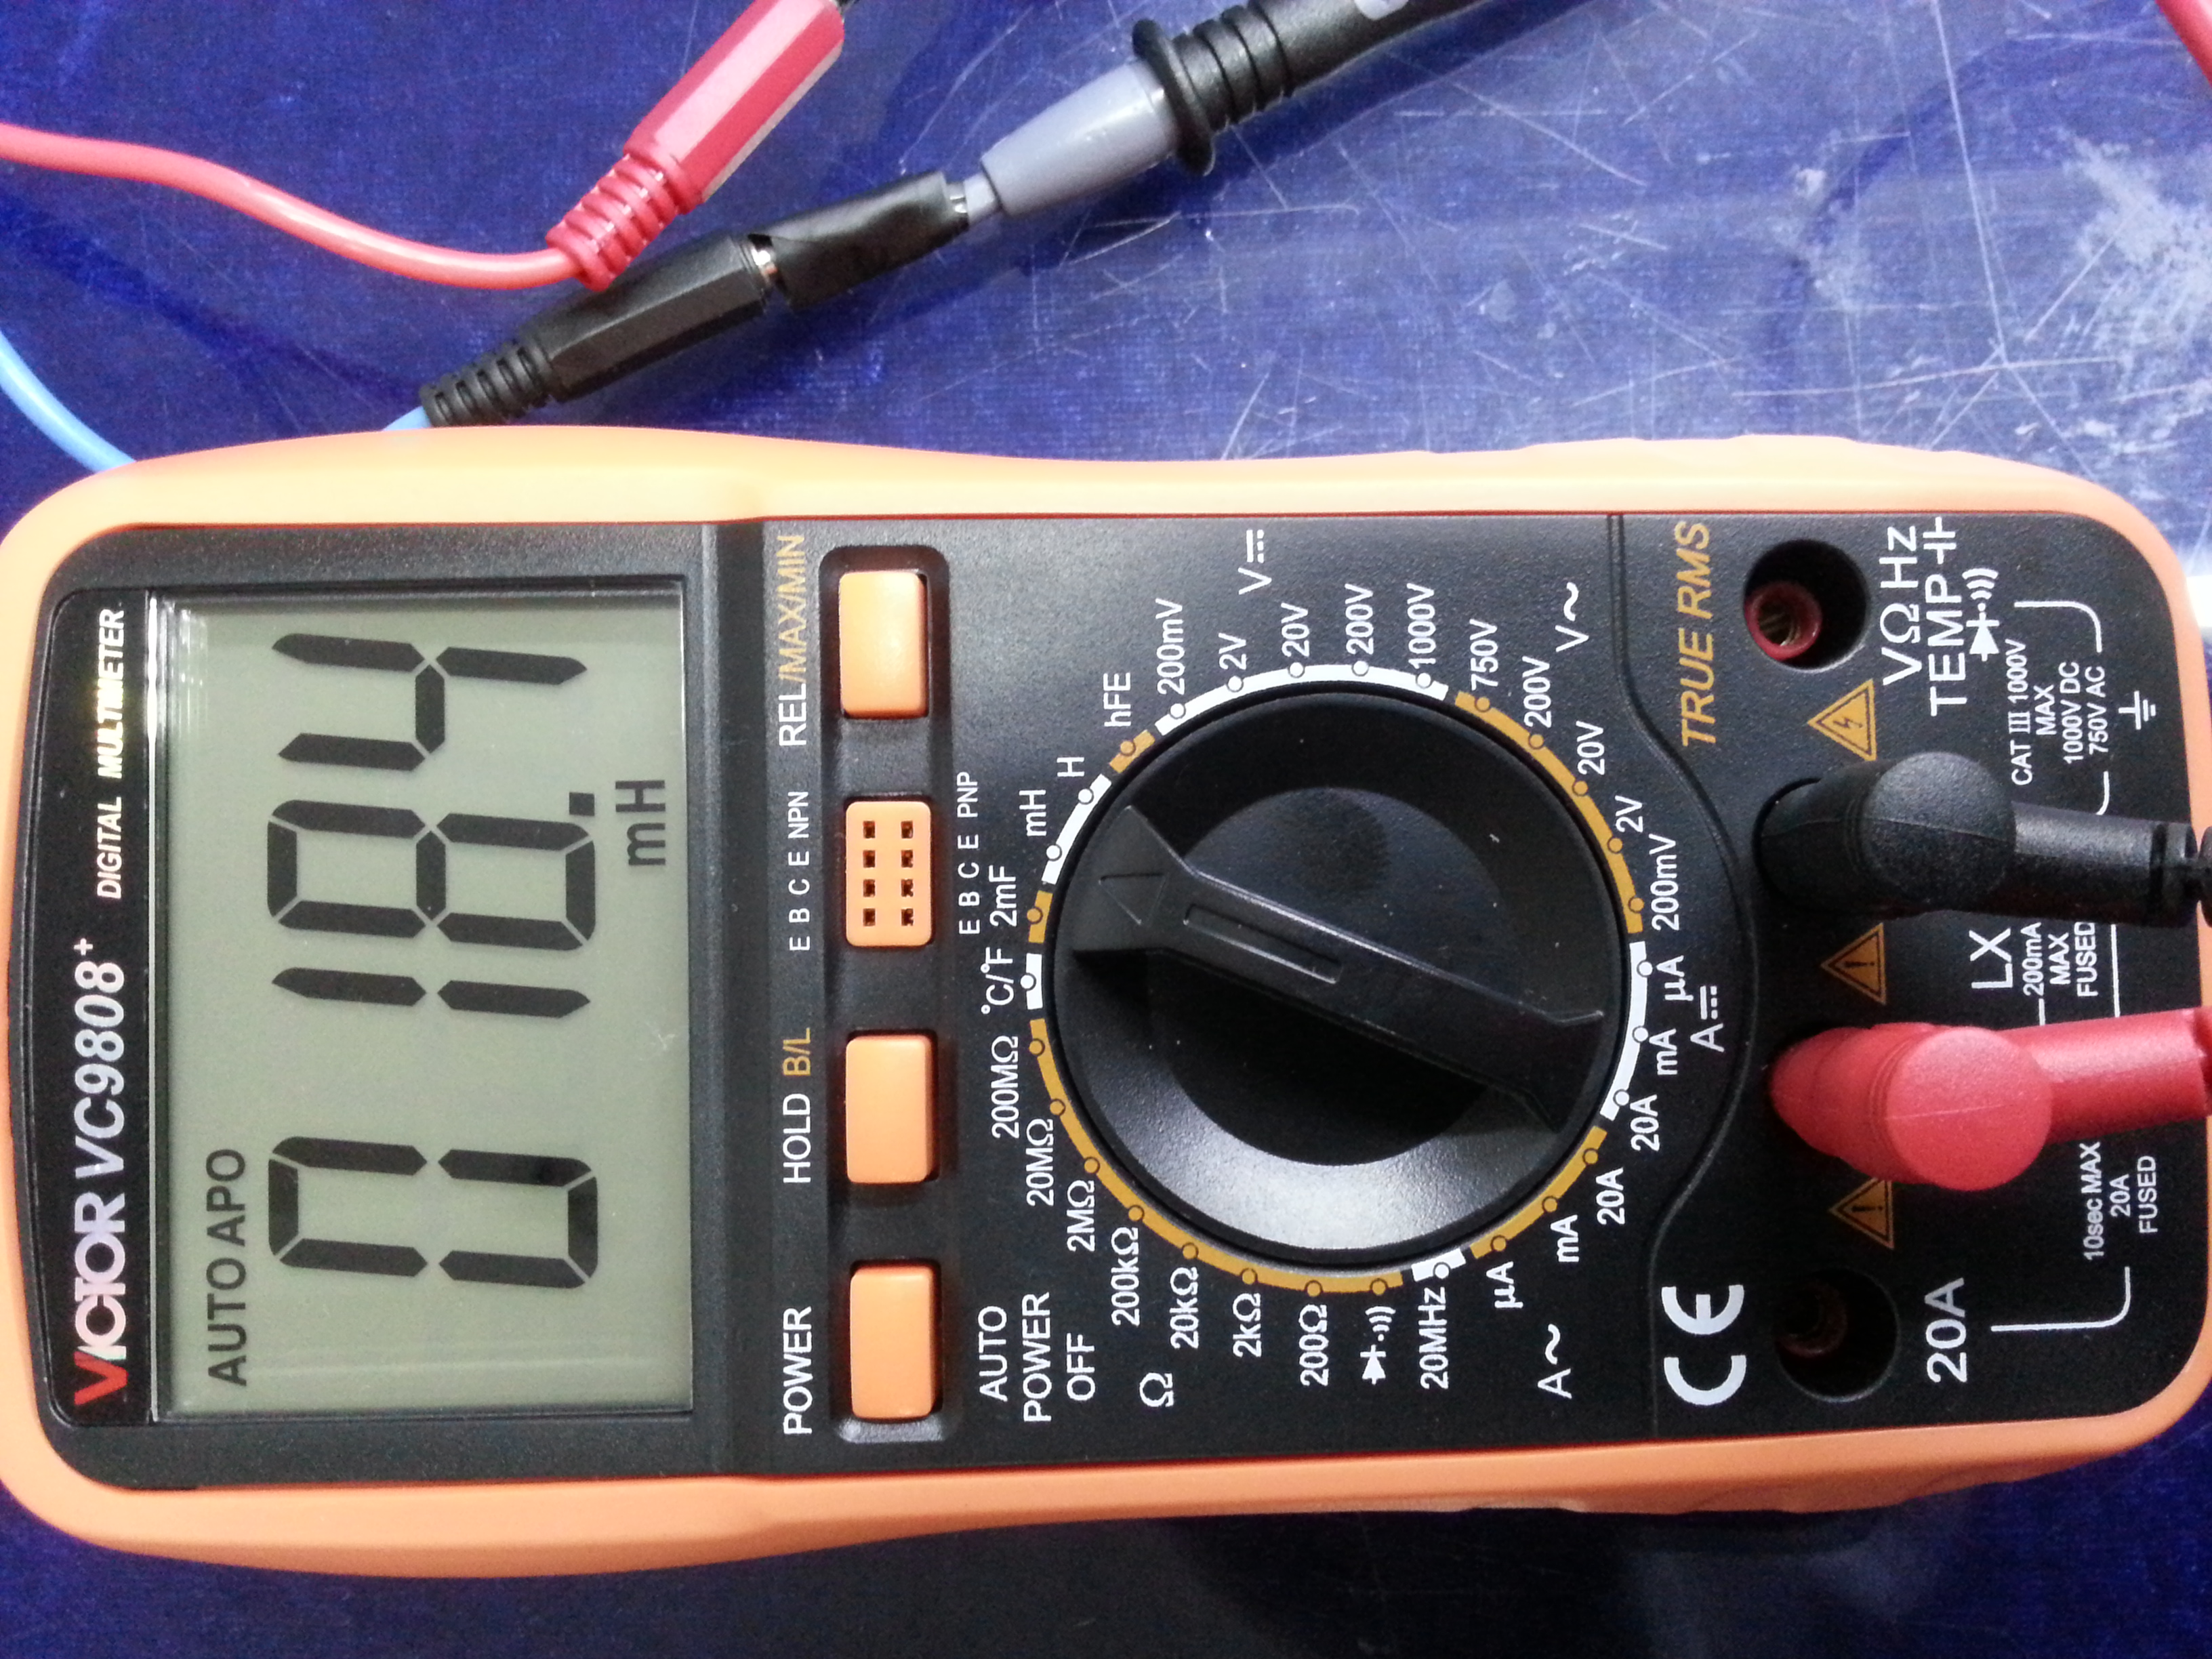 VICTOR VC9808+ DIGITAL MULTIMETER
AUTO APO
018.4
mH
POWER HOLD B/L E B C E NPN REL/MAX/MIN
E B C E PNP
AUTO
POWER
OFF
200MΩ °C/°F 2mF mH H hFE
20MΩ
2MΩ
200kΩ
20kΩ
2kΩ
200Ω
Ω
20MHz
200mV
2V
20V
200V
1000V
V⎓
750V
200V
20V
2V
200mV
V~
μA
mA
20A
A⎓
20A
mA
μA
A~
CE
TRUE RMS
20A
LX
VΩHz
TEMP
10sec MAX
20A
FUSED
200mA
MAX
FUSED
CAT III 1000V
MAX
1000V DC
750V AC